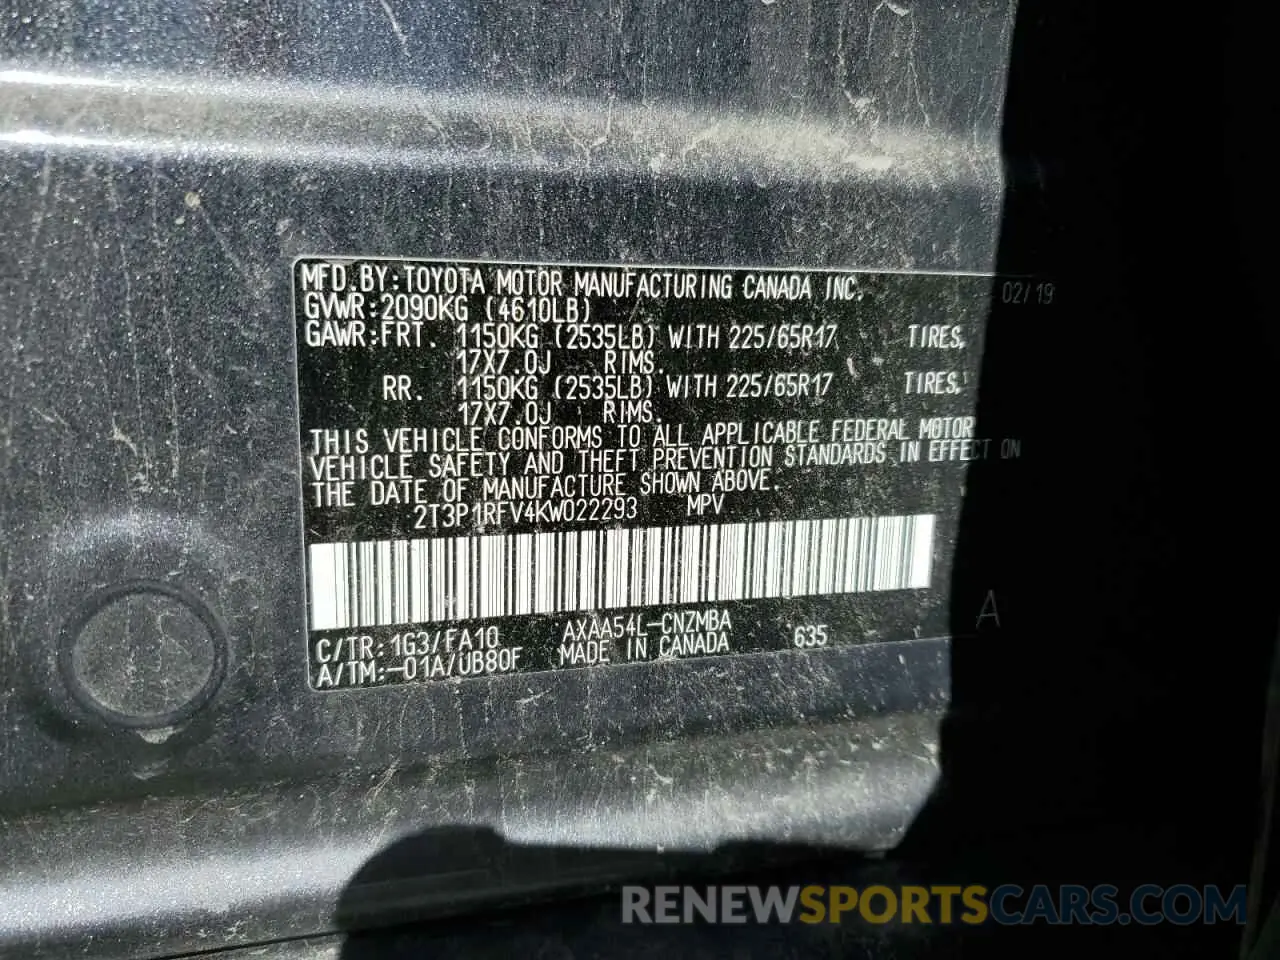 MFD.BY:TOYOTA MOTOR MANUFACTURING CANADA INC. 02/19
GVWR:2090KG (4610LB)
GAWR:FRT. 1150KG (2535LB) WITH 225/65R17 TIRES,
17X7.0J RIMS.
RR. 1150KG (2535LB) WITH 225/65R17 TIRES,
17X7.0J RIMS.
THIS VEHICLE CONFORMS TO ALL APPLICABLE FEDERAL MOTOR
VEHICLE SAFETY AND THEFT PREVENTION STANDARDS IN EFFECT ON
THE DATE OF MANUFACTURE SHOWN ABOVE.
2T3P1RFV4KW022293 MPV
C/TR:1G3/FA10 AXAA54L-CNZMBA 635 A
A/TM:-01A/UB80F MADE IN CANADA
RENEWSPORTSCARS.COM